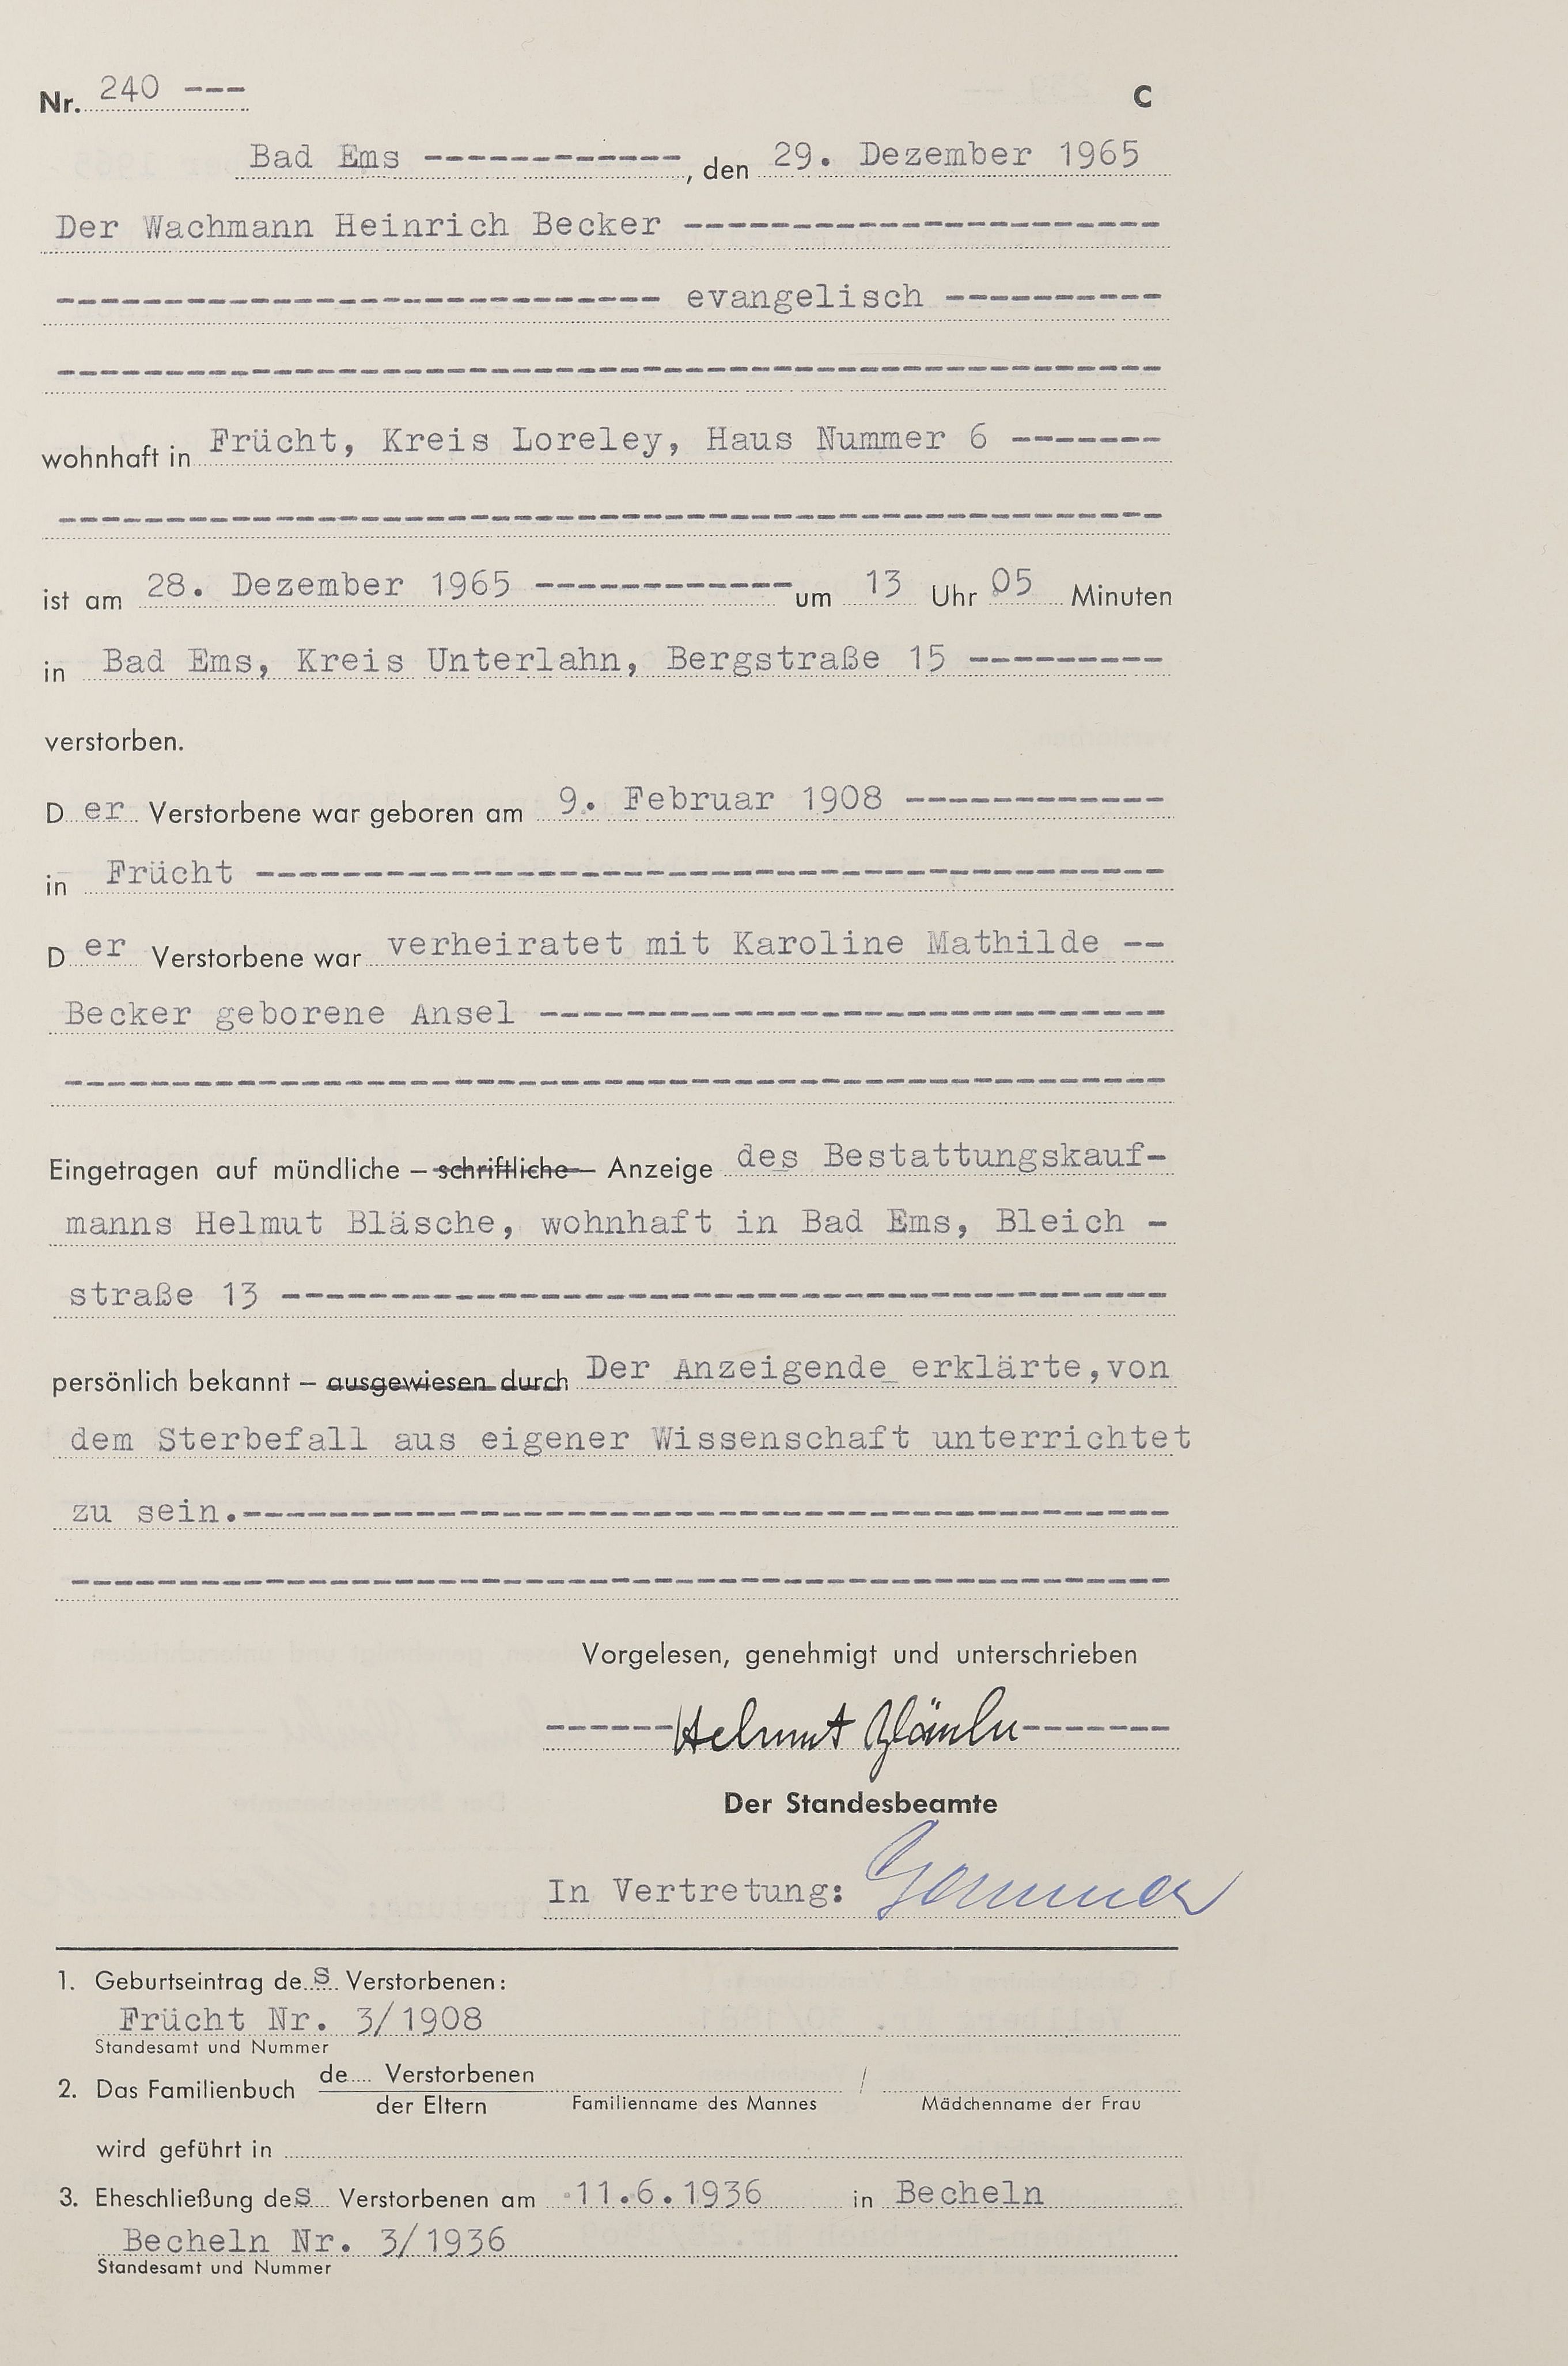 Nr. 240 --- C
Bad Ems ------------, den 29. Dezember 1965
Der Wachmann Heinrich Becker ----------------------
---------------------------- evangelisch ----------
---------------------------------------------------
wohnhaft in Frücht, Kreis Loreley, Haus Nummer 6 -------
---------------------------------------------------
ist am 28. Dezember 1965 ------------ um 13 Uhr 05 Minuten
in Bad Ems, Kreis Unterlahn, Bergstraße 15 ---------
verstorben.
D er Verstorbene war geboren am 9. Februar 1908 ------------
in Frücht ------------------------------------------
D er Verstorbene war verheiratet mit Karoline Mathilde --
Becker geborene Ansel -----------------------------
---------------------------------------------------
Eingetragen auf mündliche – schriftliche – Anzeige des Bestattungskauf-
manns Helmut Bläsche, wohnhaft in Bad Ems, Bleich -
straße 13 -----------------------------------------
persönlich bekannt – ausgewiesen durch Der Anzeigende erklärte,von
dem Sterbefall aus eigener Wissenschaft unterrichtet
zu sein.-------------------------------------------
---------------------------------------------------
Vorgelesen, genehmigt und unterschrieben
------Helmut Bläsche-------
Der Standesbeamte
In Vertretung:
1. Geburtseintrag des Verstorbenen:
Frücht Nr. 3/1908
Standesamt und Nummer
2. Das Familienbuch de.... Verstorbenen /
der Eltern Familienname des Mannes Mädchenname der Frau
wird geführt in
3. Eheschließung des Verstorbenen am 11.6.1936 in Becheln
Becheln Nr. 3/1936
Standesamt und Nummer